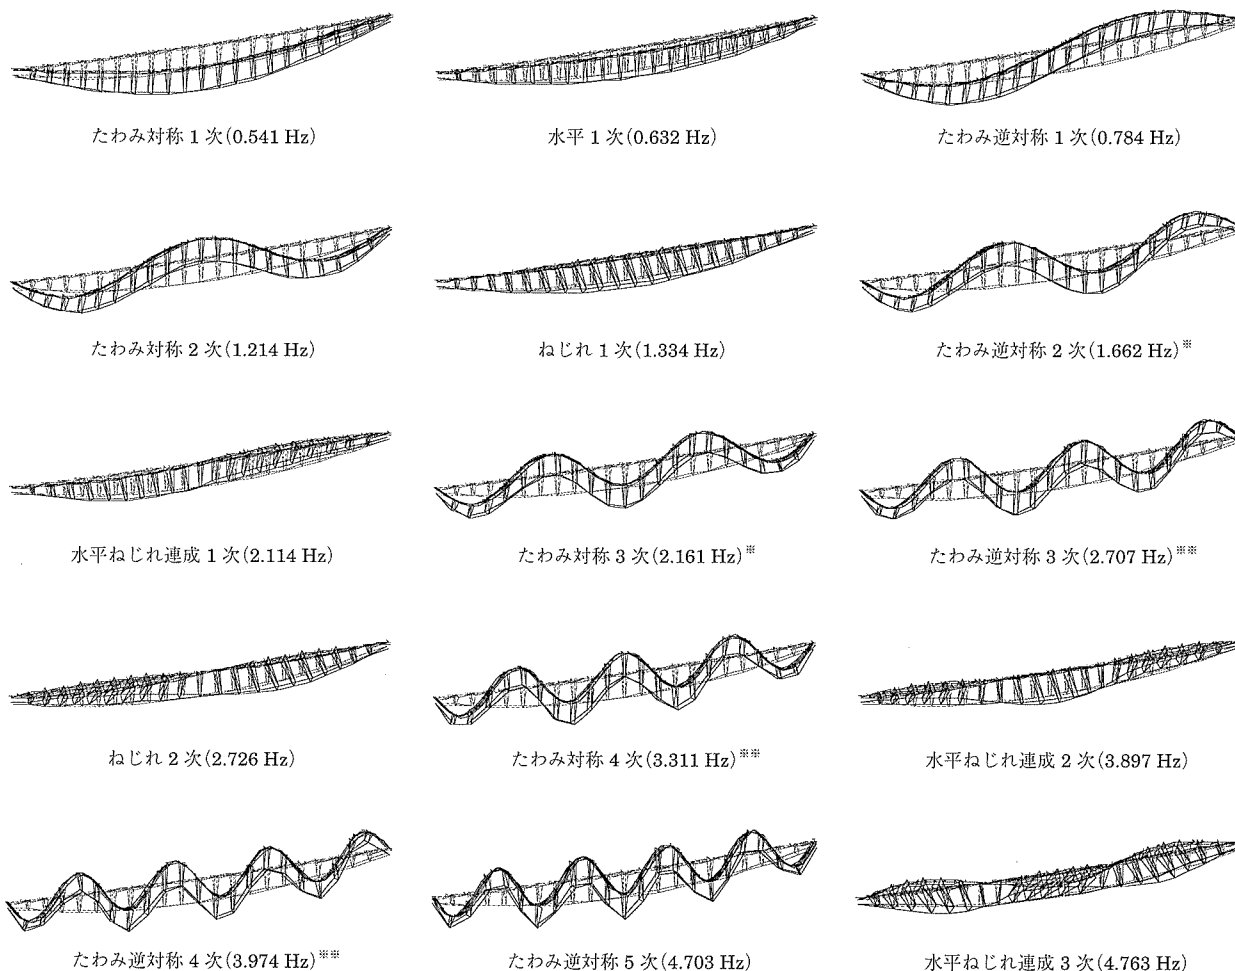 たわみ対称 1 次(0.541 Hz)
水平 1 次(0.632 Hz)
たわみ逆対称 1 次(0.784 Hz)
たわみ対称 2 次(1.214 Hz)
ねじれ 1 次(1.334 Hz)
たわみ逆対称 2 次(1.662 Hz)※
水平ねじれ連成 1 次(2.114 Hz)
たわみ対称 3 次(2.161 Hz)※
たわみ逆対称 3 次(2.707 Hz)※※
ねじれ 2 次(2.726 Hz)
たわみ対称 4 次(3.311 Hz)※※
水平ねじれ連成 2 次(3.897 Hz)
たわみ逆対称 4 次(3.974 Hz)※※
たわみ逆対称 5 次(4.703 Hz)
水平ねじれ連成 3 次(4.763 Hz)